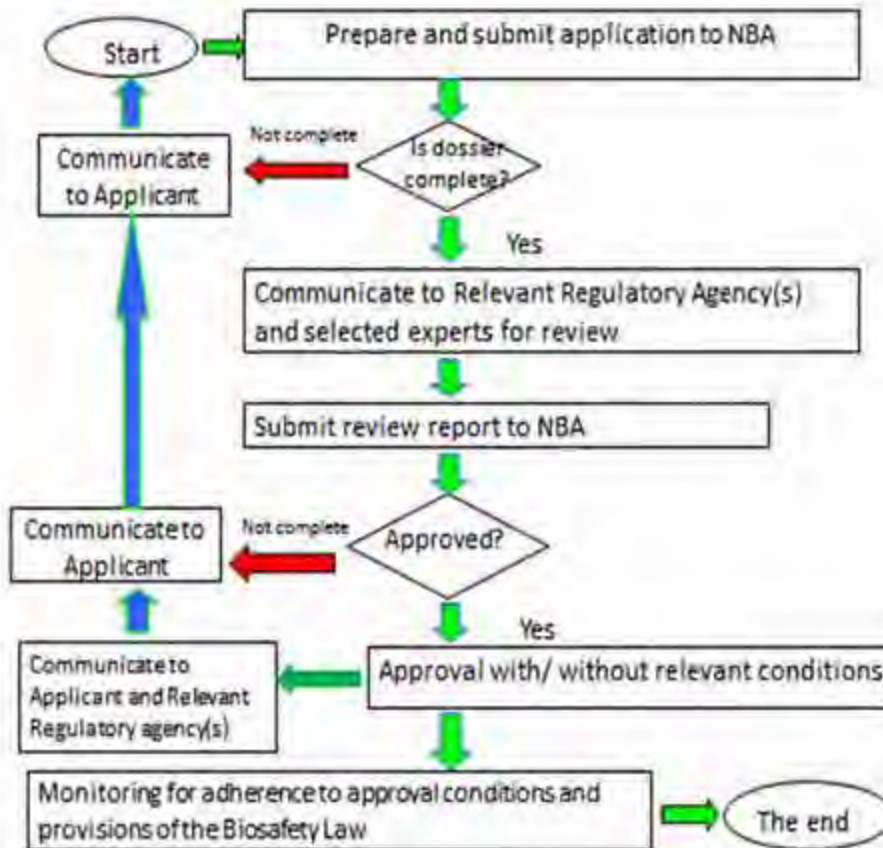 Start
Prepare and submit application to NBA
Not complete
Is dossier
complete?
Communicate
to Applicant
Yes
Communicate to Relevant Regulatory Agency(s)
and selected experts for review
Submit review report to NBA
Communicate to
Applicant
Not complete
Approved?
Yes
Communicate to
Applicant and Relevant
Regulatory agency(s)
Approval with/ without relevant conditions
Monitoring for adherence to approval conditions and
provisions of the Biosafety Law
The end